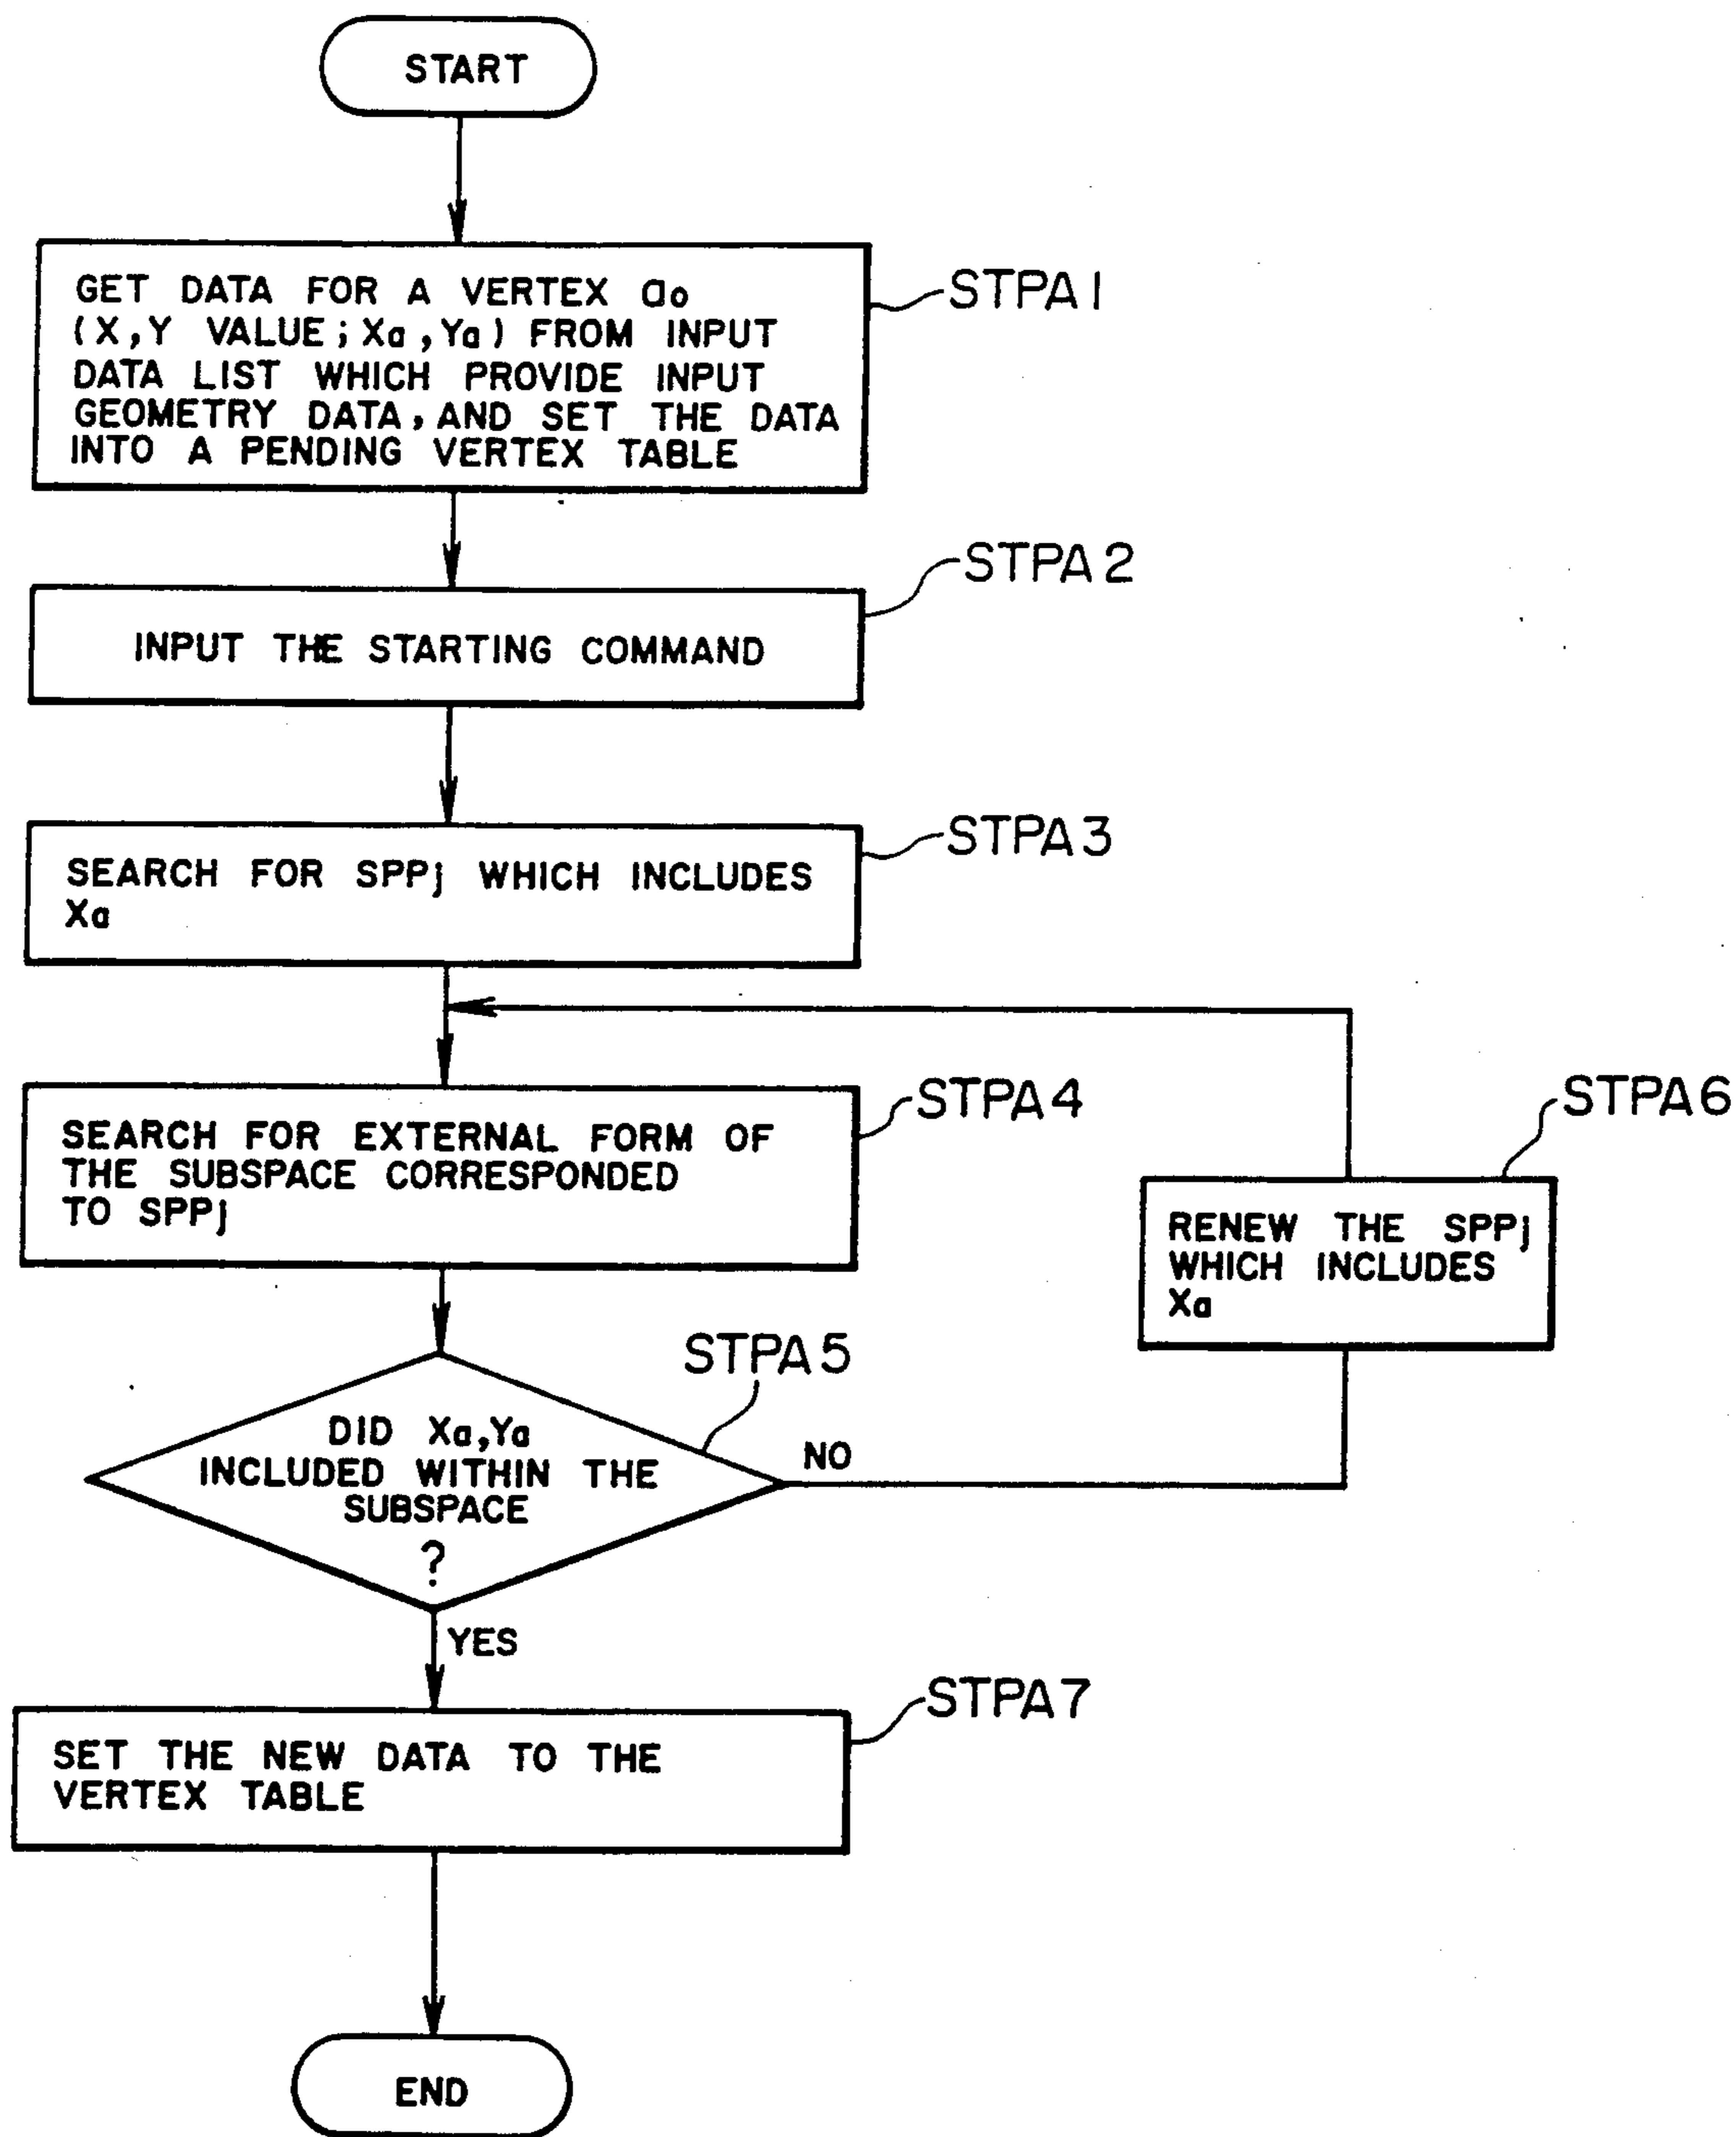 START
GET DATA FOR A VERTEX ao
(X,Y VALUE; Xa, Ya) FROM INPUT
DATA LIST WHICH PROVIDE INPUT
GEOMETRY DATA, AND SET THE DATA
INTO A PENDING VERTEX TABLE
STPA1
INPUT THE STARTING COMMAND
STPA2
SEARCH FOR SPPj WHICH INCLUDES
Xa
STPA3
SEARCH FOR EXTERNAL FORM OF
THE SUBSPACE CORRESPONDED
TO SPPj
STPA4
RENEW THE SPPj
WHICH INCLUDES
Xa
STPA6
DID Xa,Ya
INCLUDED WITHIN THE
SUBSPACE
?
STPA5
NO
YES
SET THE NEW DATA TO THE
VERTEX TABLE
STPA7
END